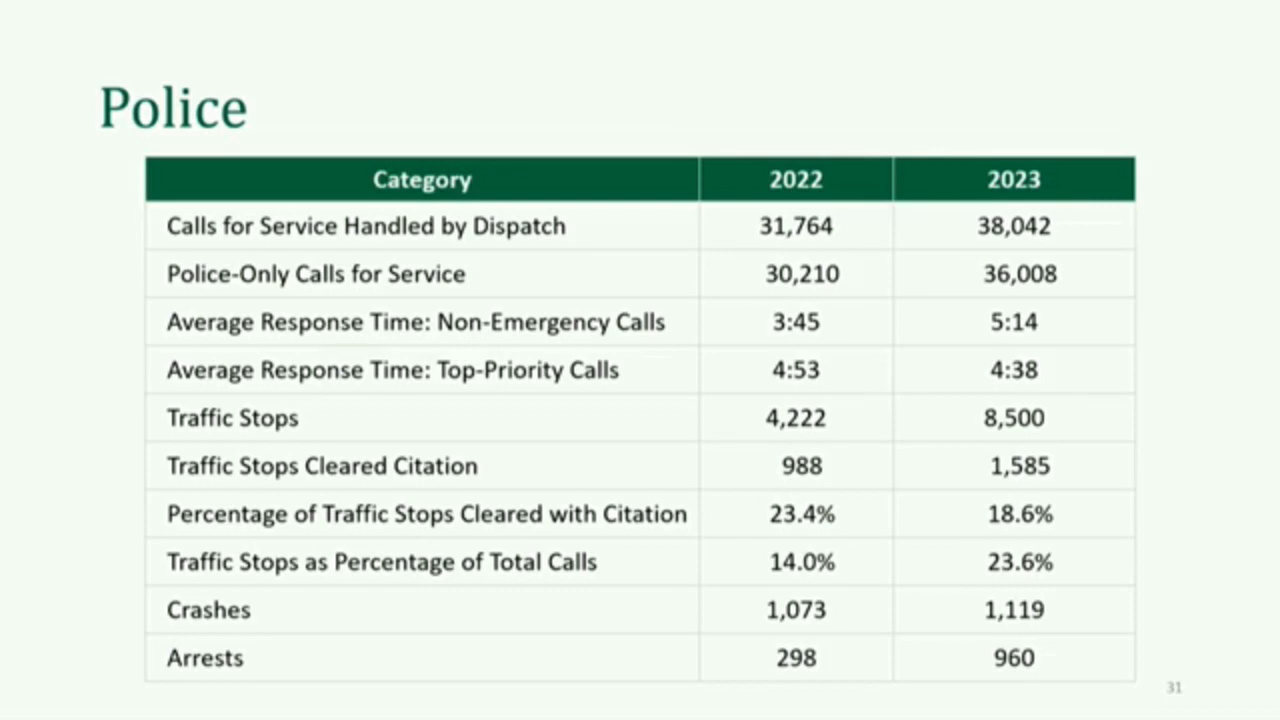 Police
Category 2022 2023
Calls for Service Handled by Dispatch 31,764 38,042
Police-Only Calls for Service 30,210 36,008
Average Response Time: Non-Emergency Calls 3:45 5:14
Average Response Time: Top-Priority Calls 4:53 4:38
Traffic Stops 4,222 8,500
Traffic Stops Cleared Citation 988 1,585
Percentage of Traffic Stops Cleared with Citation 23.4% 18.6%
Traffic Stops as Percentage of Total Calls 14.0% 23.6%
Crashes 1,073 1,119
Arrests 298 960
31